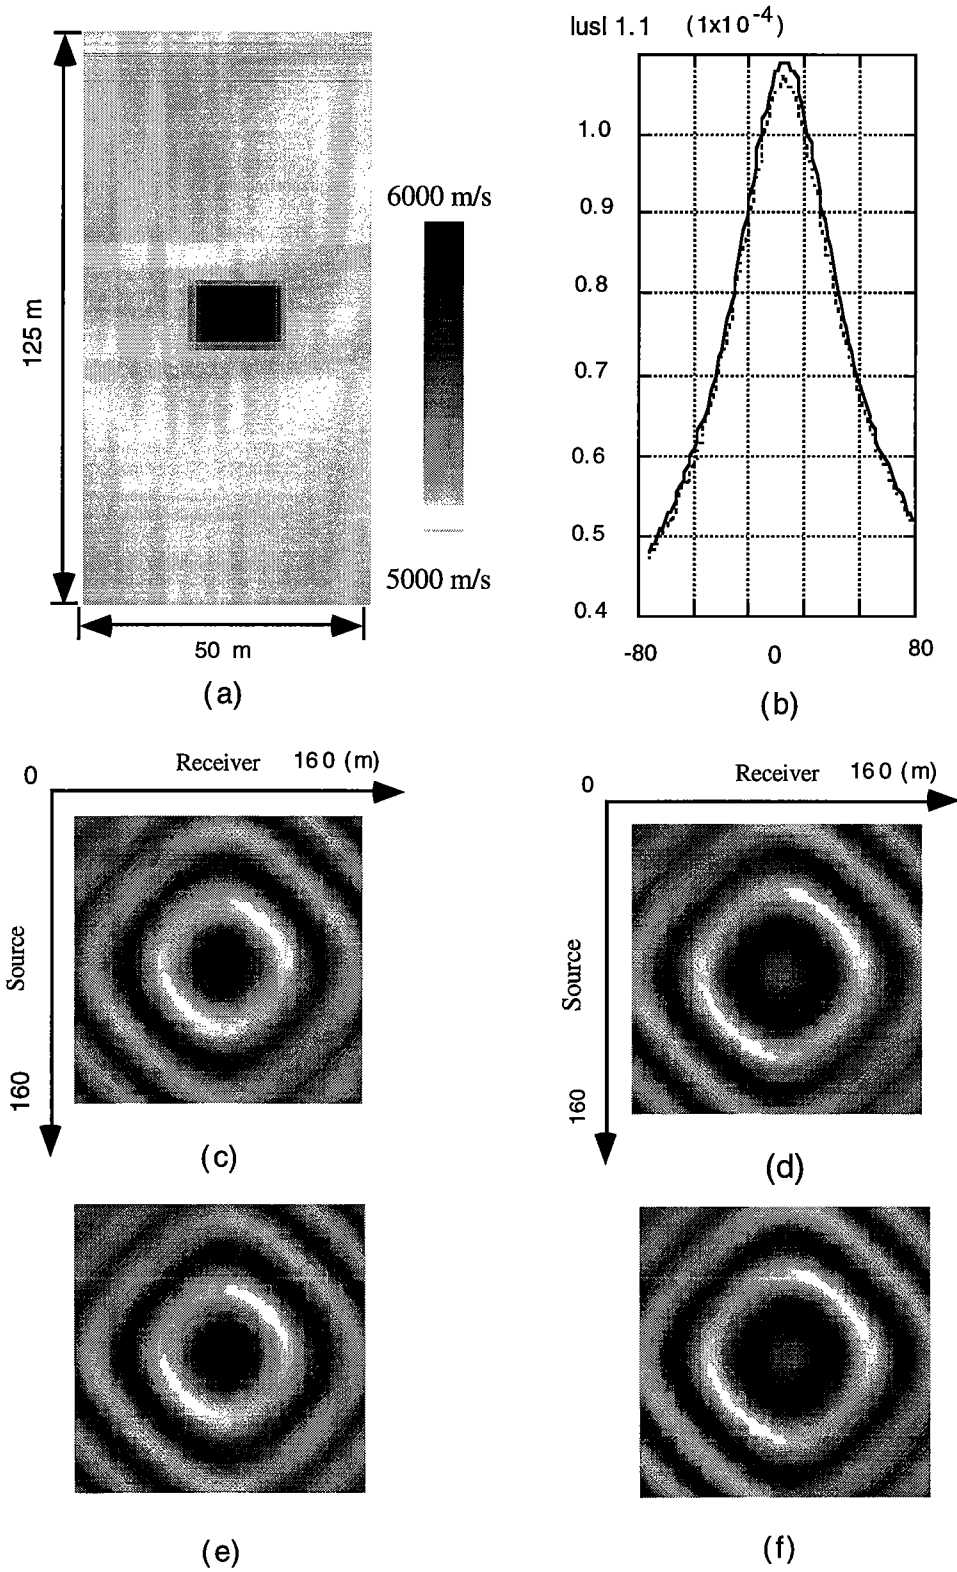 |us| 1.1 (1x10⁻⁴)
125 m
6000 m/s
5000 m/s
50 m
(a)
1.0
0.9
0.8
0.7
0.6
0.5
0.4
-80
0
80
(b)
0
Receiver 160 (m)
Source
160
(c)
0
Receiver 160 (m)
Source
160
(d)
(e)
(f)